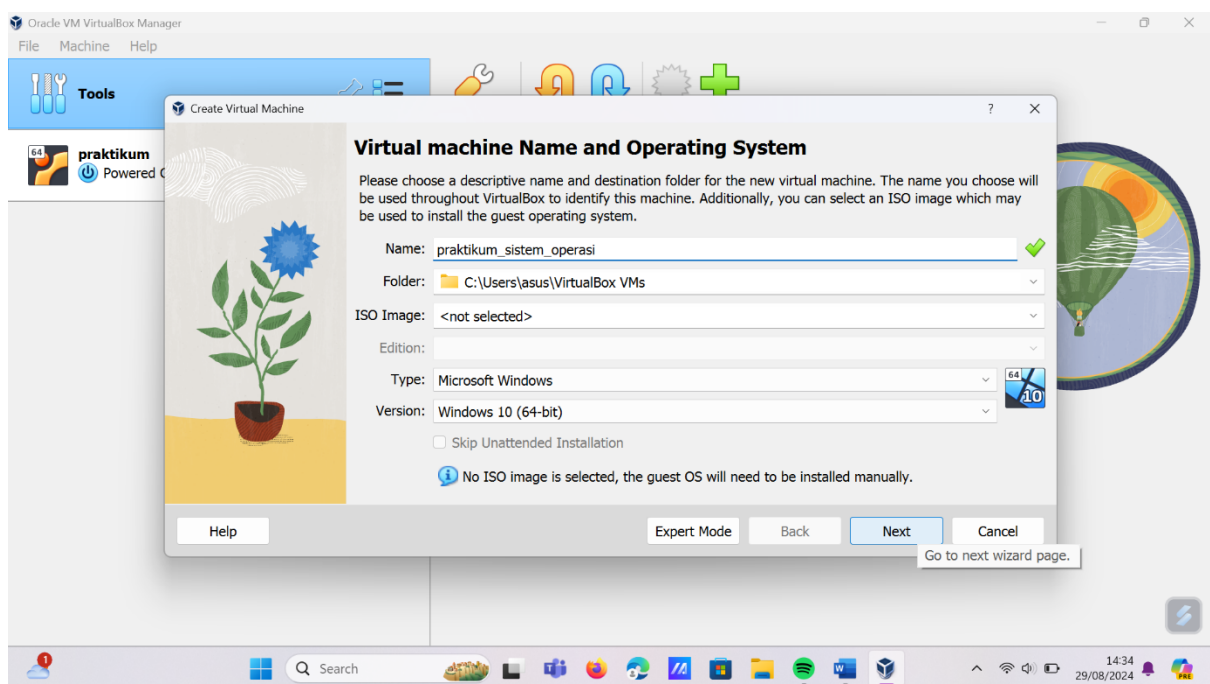 Oracle VM VirtualBox Manager
File Machine Help
Tools
64
praktikum
Powered
Create Virtual Machine
?
Virtual machine Name and Operating System
Please choose a descriptive name and destination folder for the new virtual machine. The name you choose will
be used throughout VirtualBox to identify this machine. Additionally, you can select an ISO image which may
be used to install the guest operating system.
Name: praktikum_sistem_operasi
Folder: C:\Users\asus\VirtualBox VMs
ISO Image: <not selected>
Edition:
Type: Microsoft Windows
64
10
Version: Windows 10 (64-bit)
Skip Unattended Installation
No ISO image is selected, the guest OS will need to be installed manually.
Help Expert Mode Back Next Cancel
Go to next wizard page.
1
Search
W
14:34
29/08/2024
PRE